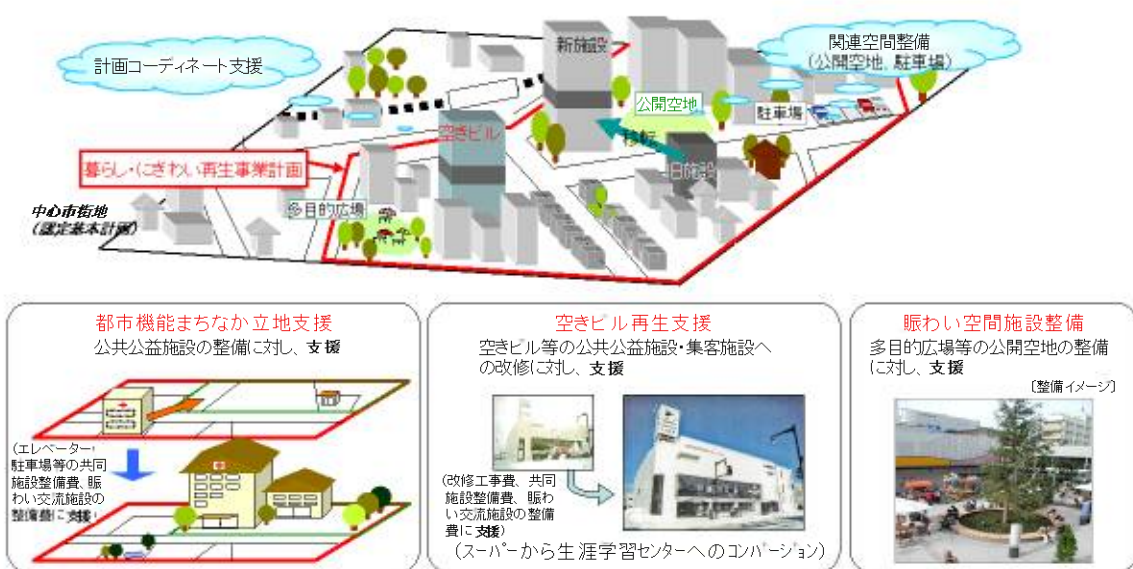 計画コーディネート支援
新施設
関連空間整備
(公開空地、駐車場)
公開空地
駐車場
空きビル
移転
旧施設
暮らし・にぎわい再生事業計画
多目的広場
中心市街地
(認定基本計画)
都市機能まちなか立地支援
公共公益施設の整備に対し、支援
(エレベーター・
駐車場等の共同
施設整備費、賑
わい交流施設の
整備費に支援)
空きビル再生支援
空きビル等の公共公益施設・集客施設へ
の改修に対し、支援
(改修工事費、共同
施設整備費、賑わ
い交流施設の整備
費に支援)
(スーパーから生涯学習センターへのコンバージョン)
賑わい空間施設整備
多目的広場等の公開空地の整備
に対し、支援
〔整備イメージ〕